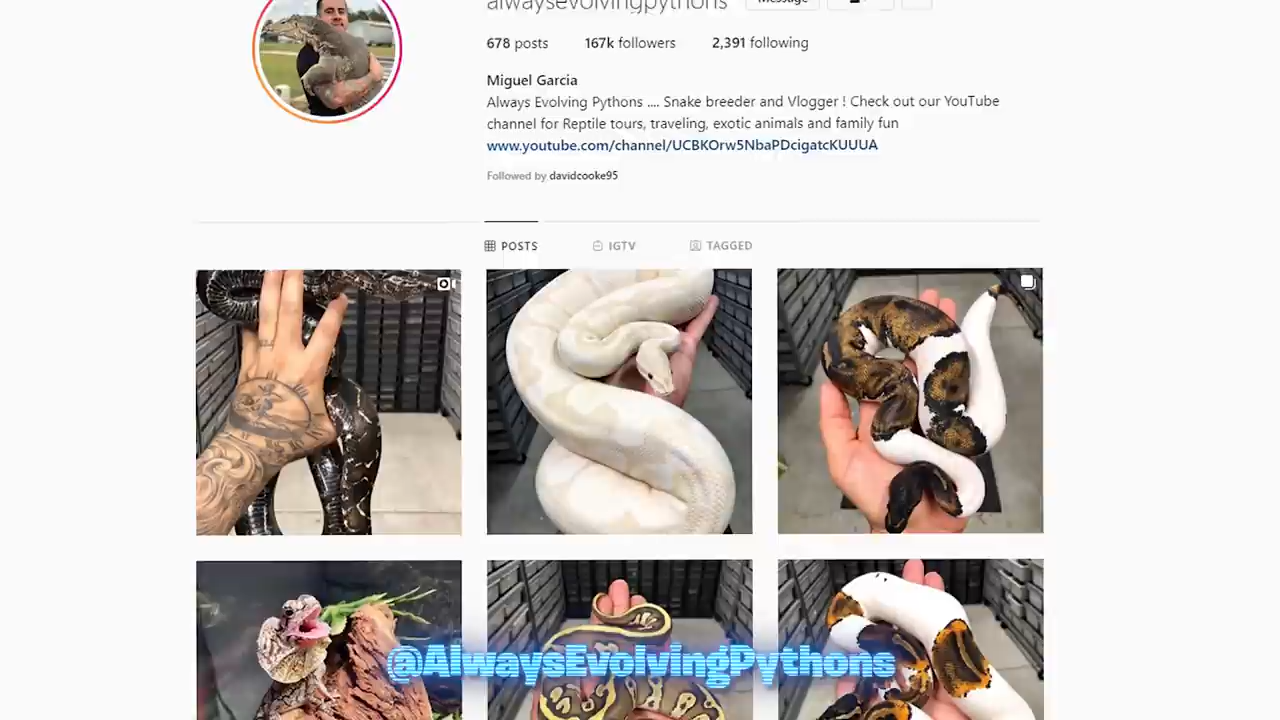 alwaysevolvingpythons Message
678 posts 167k followers 2,391 following
Miguel Garcia
Always Evolving Pythons .... Snake breeder and Vlogger ! Check out our YouTube
channel for Reptile tours, traveling, exotic animals and family fun
www.youtube.com/channel/UCBKOrw5NbaPDcigatcKUUUA
Followed by davidcooke95
POSTS IGTV TAGGED
@AlwaysEvolvingPythons